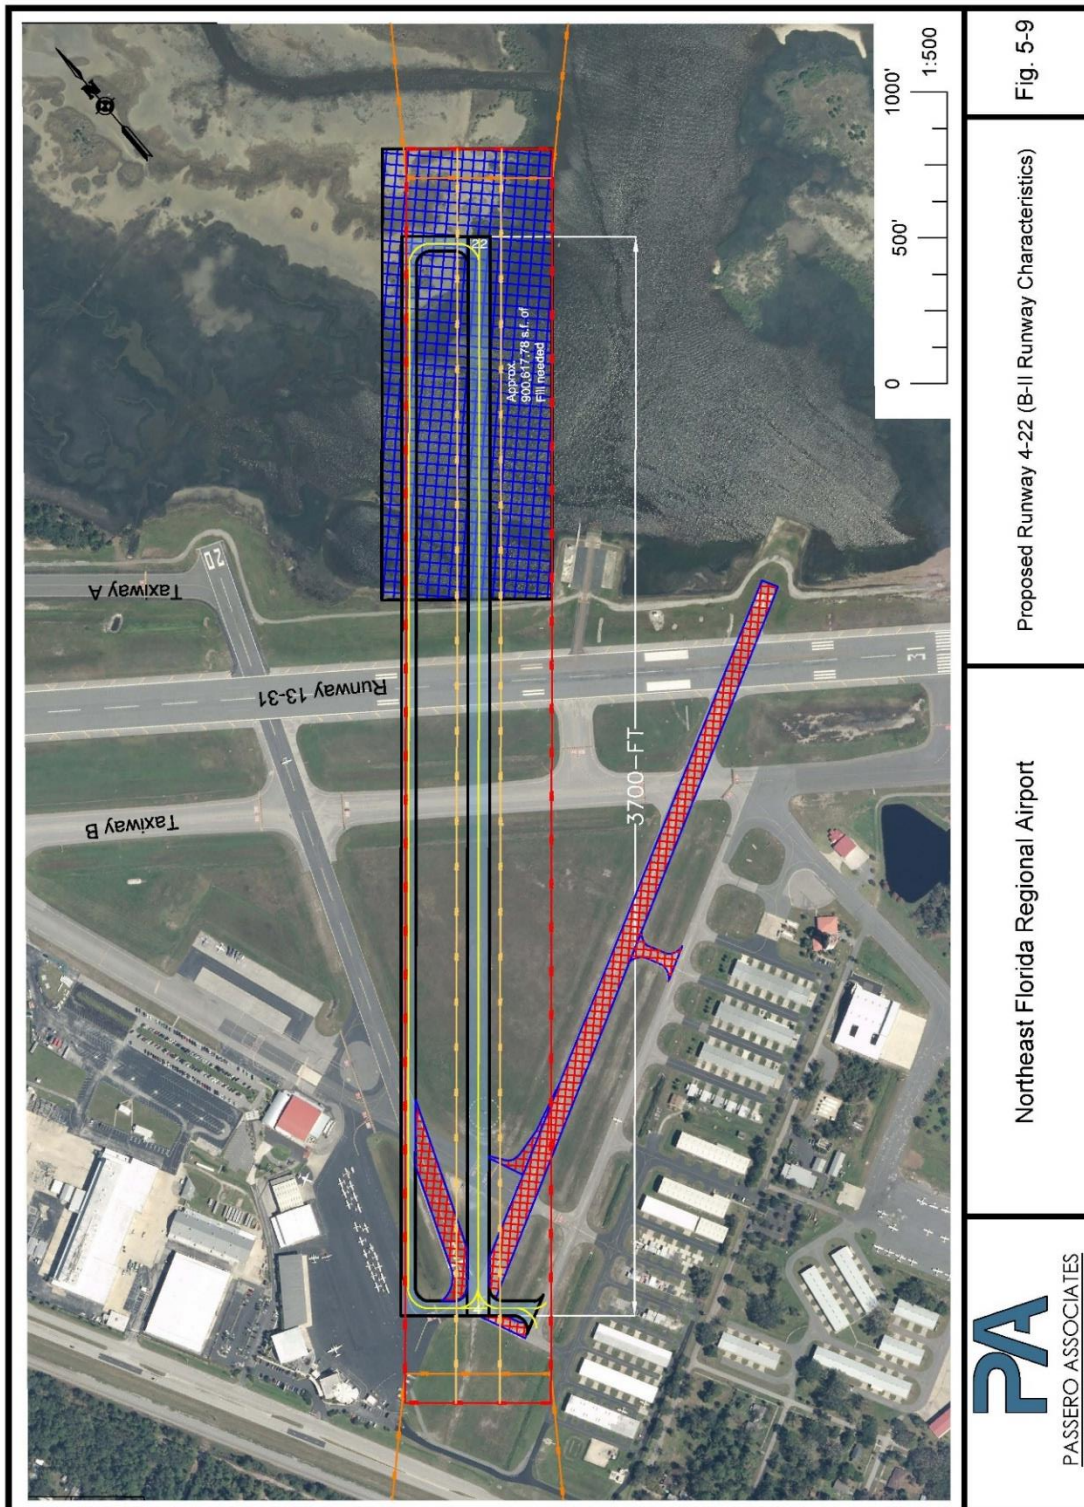 N
20
Taxiway A
Runway 13-31
31
Taxiway B
22
Approx.
900,617.78 s.f. of
Fill needed
3700-FT
4
0
500'
1000'
1:500
PA
PASSERO ASSOCIATES
Northeast Florida Regional Airport
Proposed Runway 4-22 (B-II Runway Characteristics)
Fig. 5-9